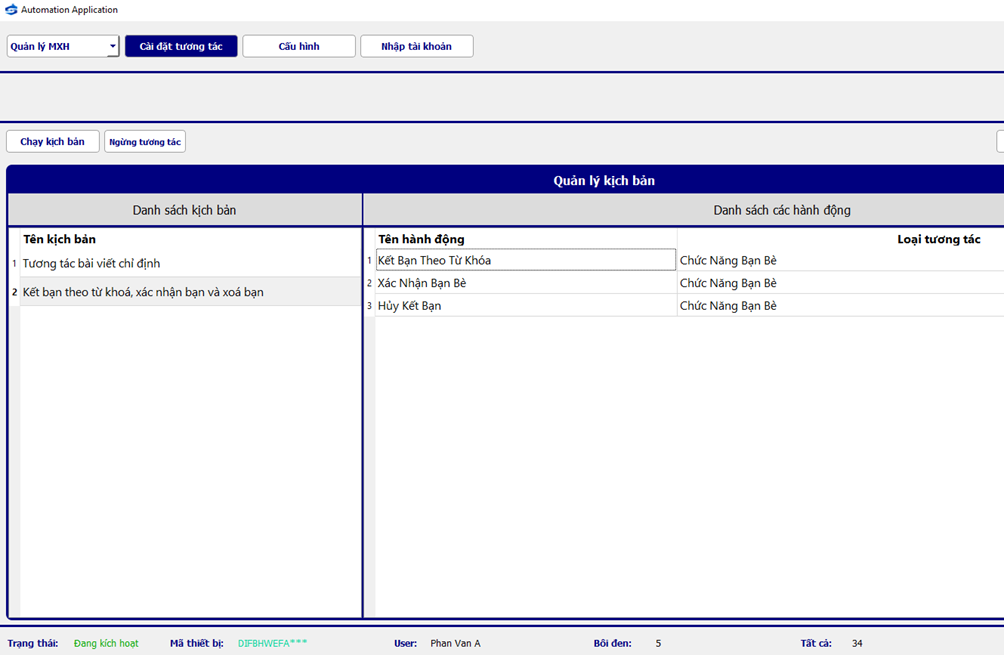 Automation Application
Quản lý MXH Cài đặt tương tác Cấu hình Nhập tài khoản
Chạy kịch bản Ngừng tương tác
Quản lý kịch bản
Danh sách kịch bản Danh sách các hành động
Tên kịch bản Tên hành động Loại tương tác
1 Tương tác bài viết chỉ định 1 Kết Bạn Theo Từ Khóa Chức Năng Bạn Bè
2 Kết bạn theo từ khoá, xác nhận bạn và xoá bạn 2 Xác Nhận Bạn Bè Chức Năng Bạn Bè
3 Hủy Kết Bạn Chức Năng Bạn Bè
Trạng thái: Đang kích hoạt Mã thiết bị: DIFBHWEFA*** User: Phan Van A Bôi đen: 5 Tất cả: 34